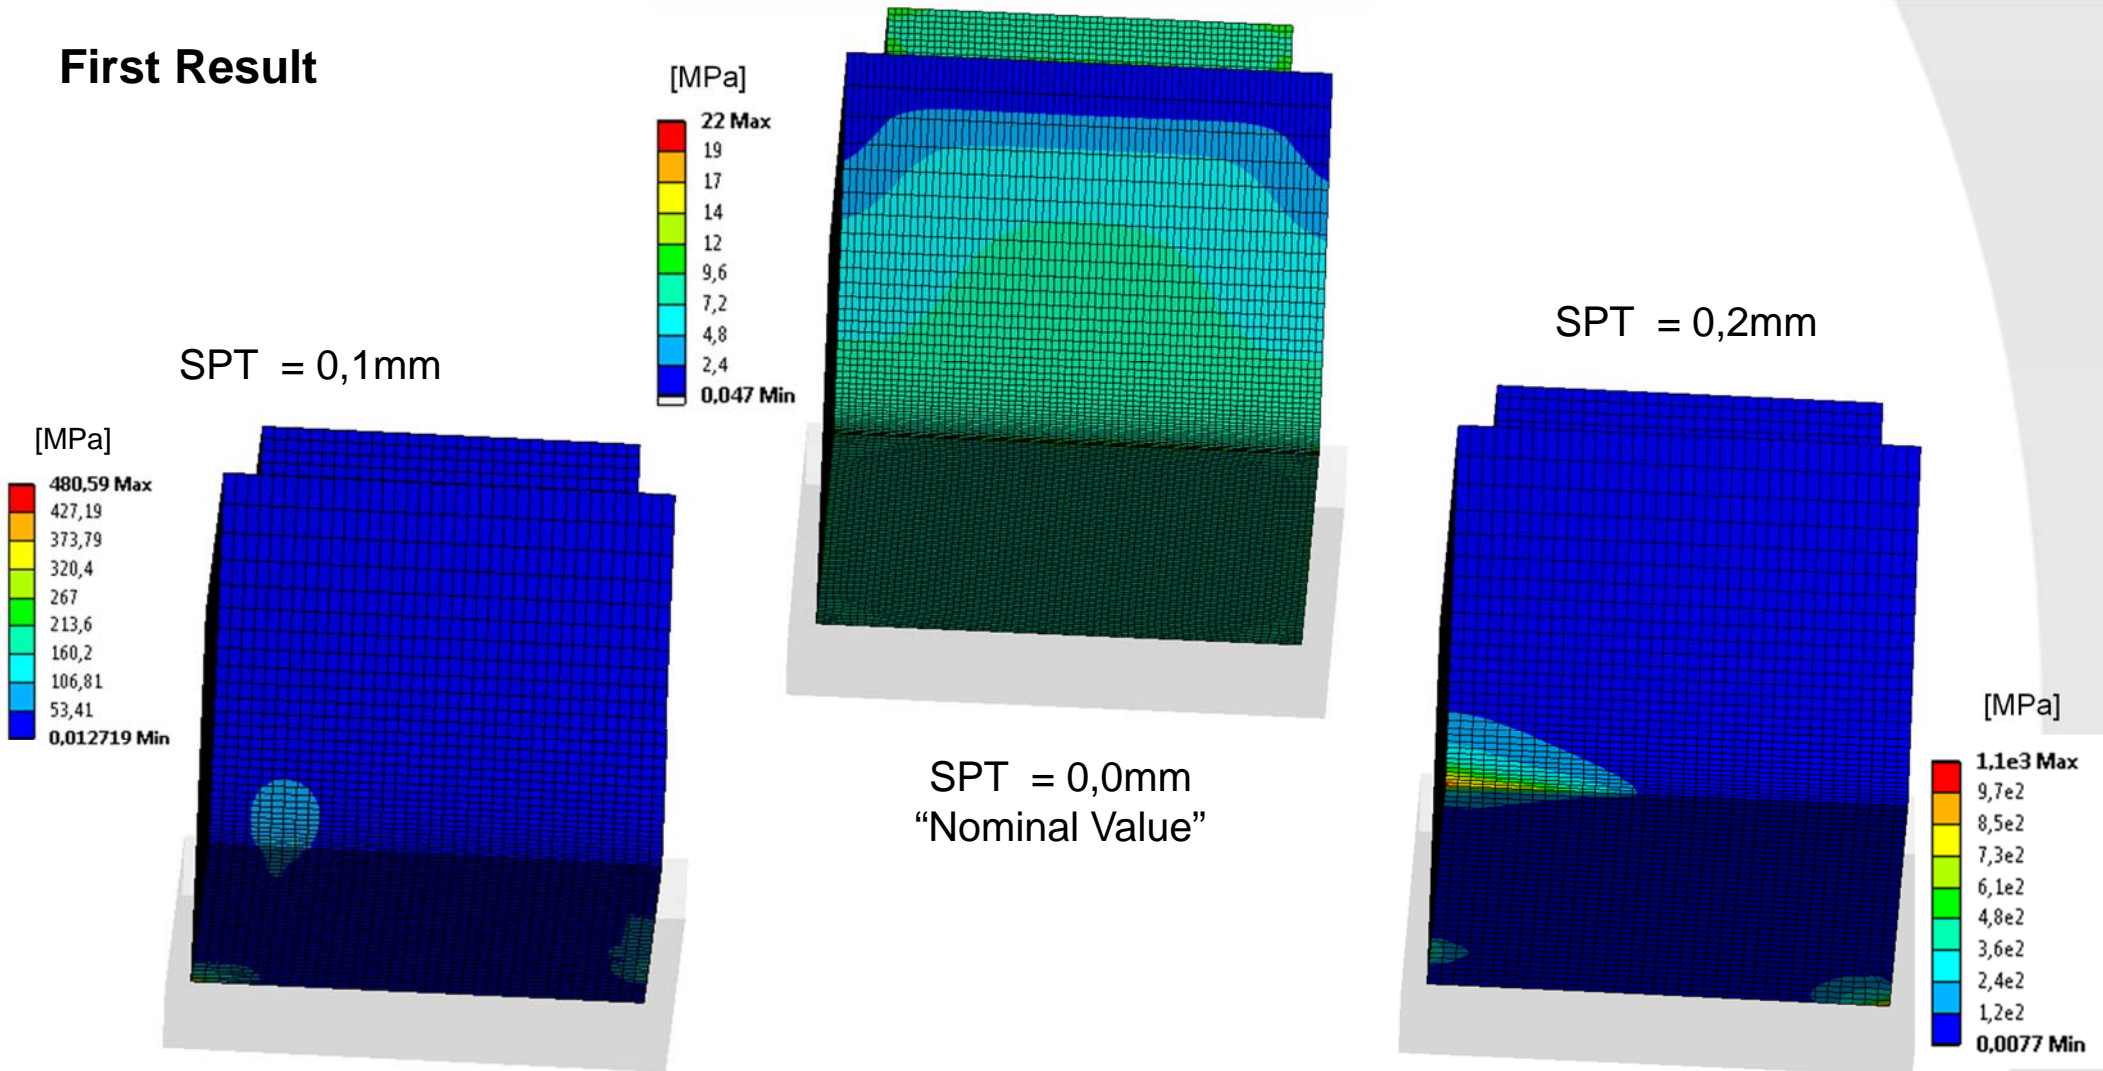 First Result
[MPa]
22 Max
19
17
14
12
9,6
7,2
4,8
2,4
0,047 Min
SPT = 0,1mm
[MPa]
480,59 Max
427,19
373,79
320,4
267
213,6
160,2
106,81
53,41
0,012719 Min
SPT = 0,0mm
“Nominal Value”
SPT = 0,2mm
[MPa]
1,1e3 Max
9,7e2
8,5e2
7,3e2
6,1e2
4,8e2
3,6e2
2,4e2
1,2e2
0,0077 Min